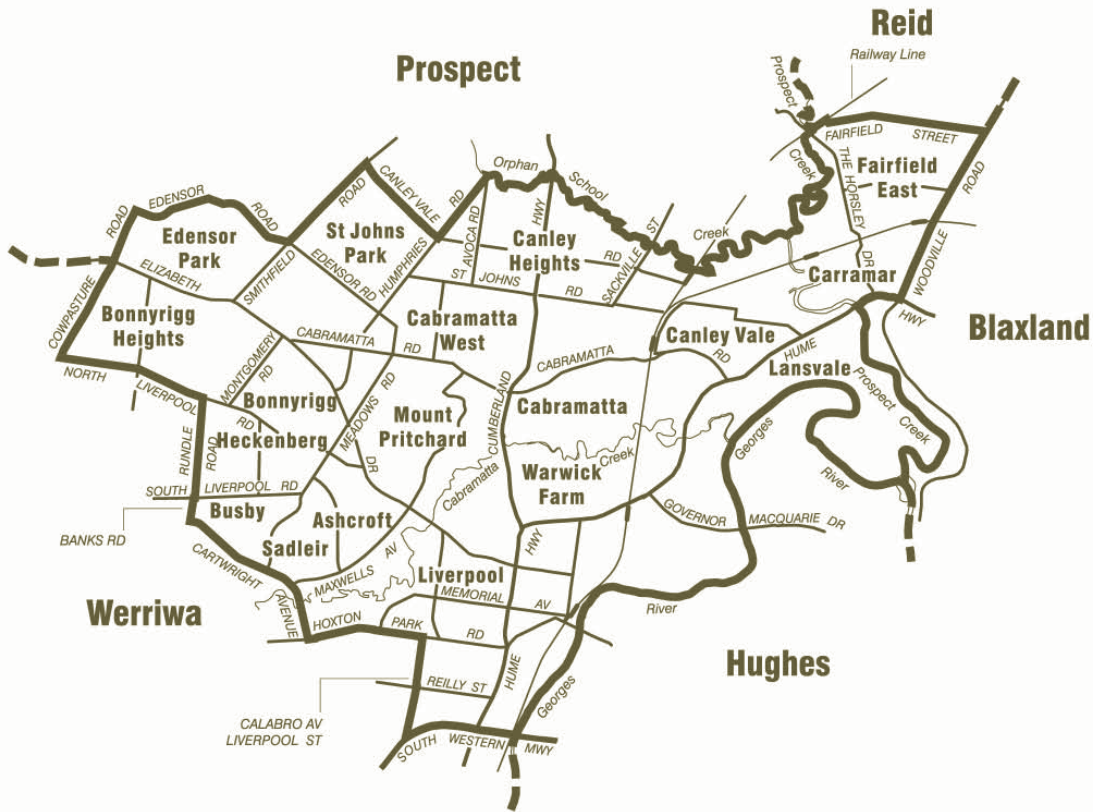 Reid
Railway Line
Prospect
Prospect
Creek
FAIRFIELD STREET
THE HORSLEY DR
Fairfield
East
WOODVILLE ROAD
Orphan School Creek
CANLEY VALE RD
ROAD
EDENSOR ROAD
COWPASTURE ROAD
Edensor
Park
St Johns
Park
HUMPHRIES
AVOCA RD
HWY
Canley
Heights
RD
SACKVILLE ST
Carramar
ELIZABETH
SMITHFIELD
EDENSOR RD
ST JOHNS RD
Bonnyrigg
Heights
CABRAMATTA RD
Cabramatta
West
Canley Vale
RD
HWY
Blaxland
HUME
Lansvale
CABRAMATTA
NORTH LIVERPOOL RD
MONTGOMERY
RD
Bonnyrigg
MEADOWS RD
Mount
Pritchard
CUMBERLAND
Cabramatta
Prospect Creek
Georges River
Heckenberg
DR
Cabramatta Creek
Warwick
Farm
RUNDLE ROAD
SOUTH LIVERPOOL RD
Busby
Ashcroft
Sadleir
BANKS RD
GOVERNOR MACQUARIE DR
CARTWRIGHT AVENUE
MAXWELLS AV
HWY
Liverpool
MEMORIAL AV
Werriwa
HOXTON PARK RD
River
Hughes
HUME
REILLY ST
Georges
CALABRO AV
LIVERPOOL ST
SOUTH WESTERN MWY